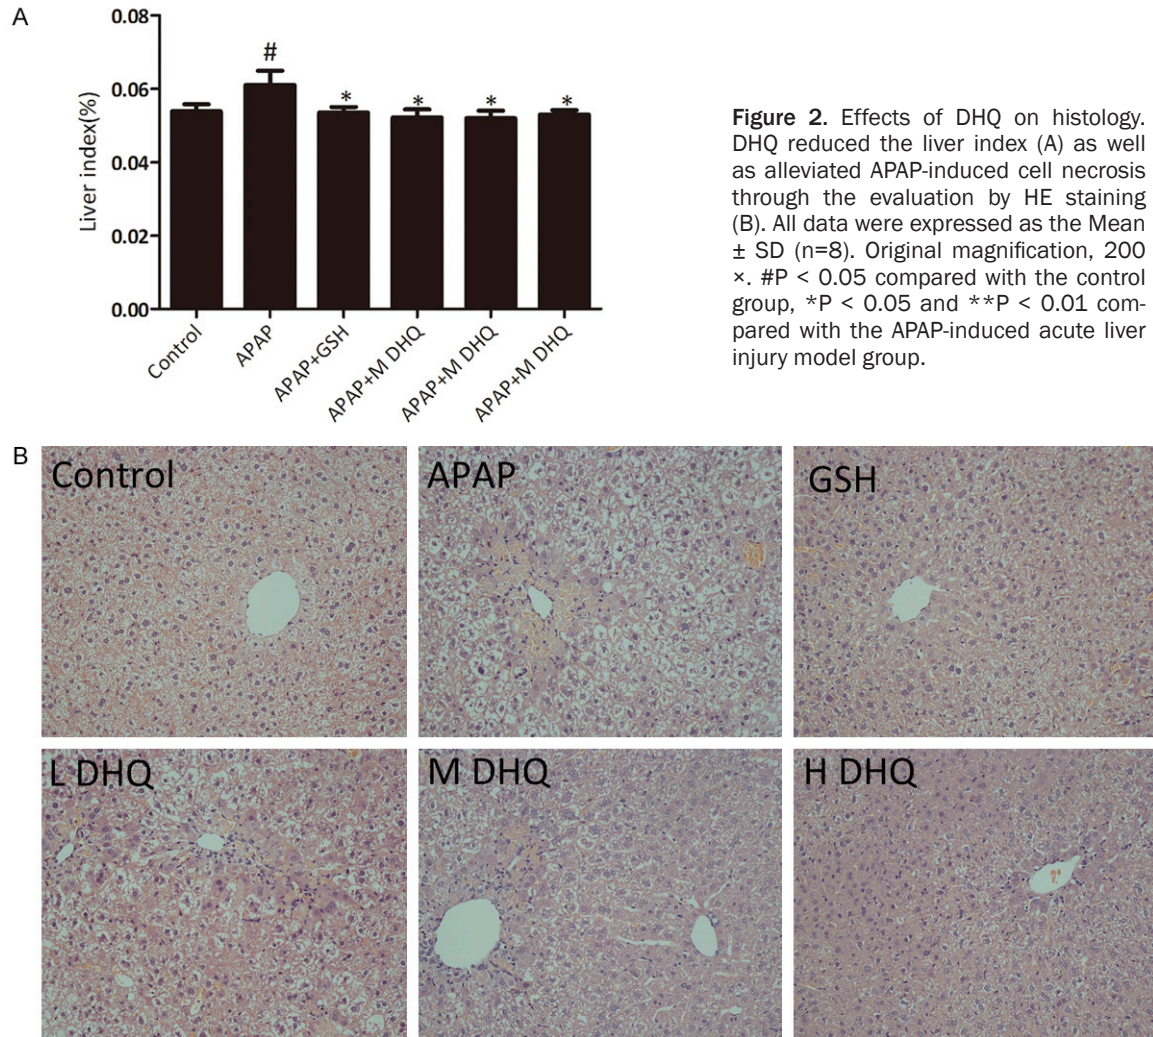 A
0.08
0.06
0.04
0.02
0.00
Liver index(%)
#
*
*
*
*
Control
APAP
APAP+GSH
APAP+M DHQ
APAP+M DHQ
APAP+M DHQ
Figure 2. Effects of DHQ on histology.
DHQ reduced the liver index (A) as well
as alleviated APAP-induced cell necrosis
through the evaluation by HE staining
(B). All data were expressed as the Mean
± SD (n=8). Original magnification, 200
×. #P < 0.05 compared with the control
group, *P < 0.05 and **P < 0.01 com-
pared with the APAP-induced acute liver
injury model group.
B
Control
APAP
GSH
L DHQ
M DHQ
H DHQ